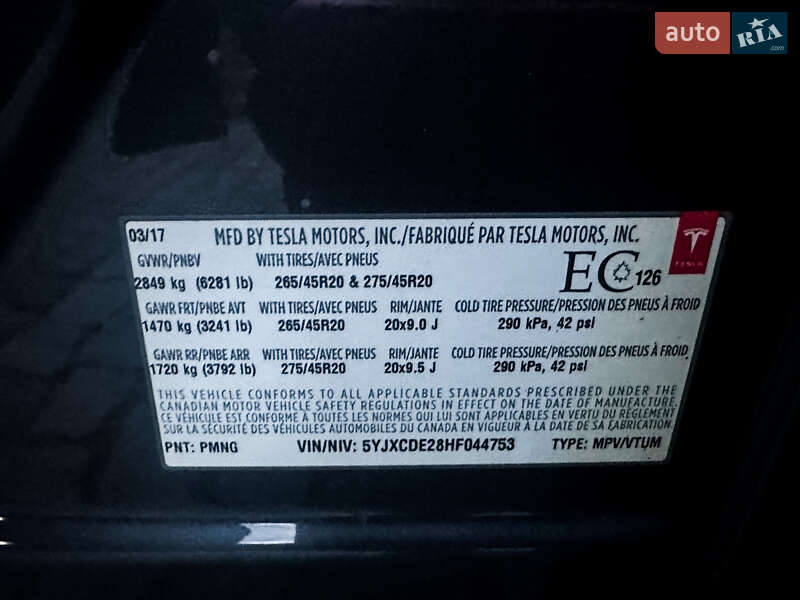 auto RIA.com
03/17 MFD BY TESLA MOTORS, INC./FABRIQUÉ PAR TESLA MOTORS, INC.
GVWR/PNBV WITH TIRES/AVEC PNEUS
2849 kg (6281 lb) 265/45R20 & 275/45R20 EC 126
TESLA
GAWR FRT/PNBE AVT WITH TIRES/AVEC PNEUS RIM/JANTE COLD TIRE PRESSURE/PRESSION DES PNEUS À FROID
1470 kg (3241 lb) 265/45R20 20x9.0 J 290 kPa, 42 psi
GAWR RR/PNBE ARR WITH TIRES/AVEC PNEUS RIM/JANTE COLD TIRE PRESSURE/PRESSION DES PNEUS À FROID
1720 kg (3792 lb) 275/45R20 20x9.5 J 290 kPa, 42 psi
THIS VEHICLE CONFORMS TO ALL APPLICABLE STANDARDS PRESCRIBED UNDER THE
CANADIAN MOTOR VEHICLE SAFETY REGULATIONS IN EFFECT ON THE DATE OF MANUFACTURE.
CE VÉHICULE EST CONFORME À TOUTES LES NORMES QUI LUI SONT APPLICABLES EN VERTU DU RÈGLEMENT
SUR LA SÉCURITÉ DES VÉHICULES AUTOMOBILES DU CANADA EN VIGUEUR À LA DATE DE SA FABRICATION
PNT: PMNG VIN/NIV: 5YJXCDE28HF044753 TYPE: MPV/VTUM